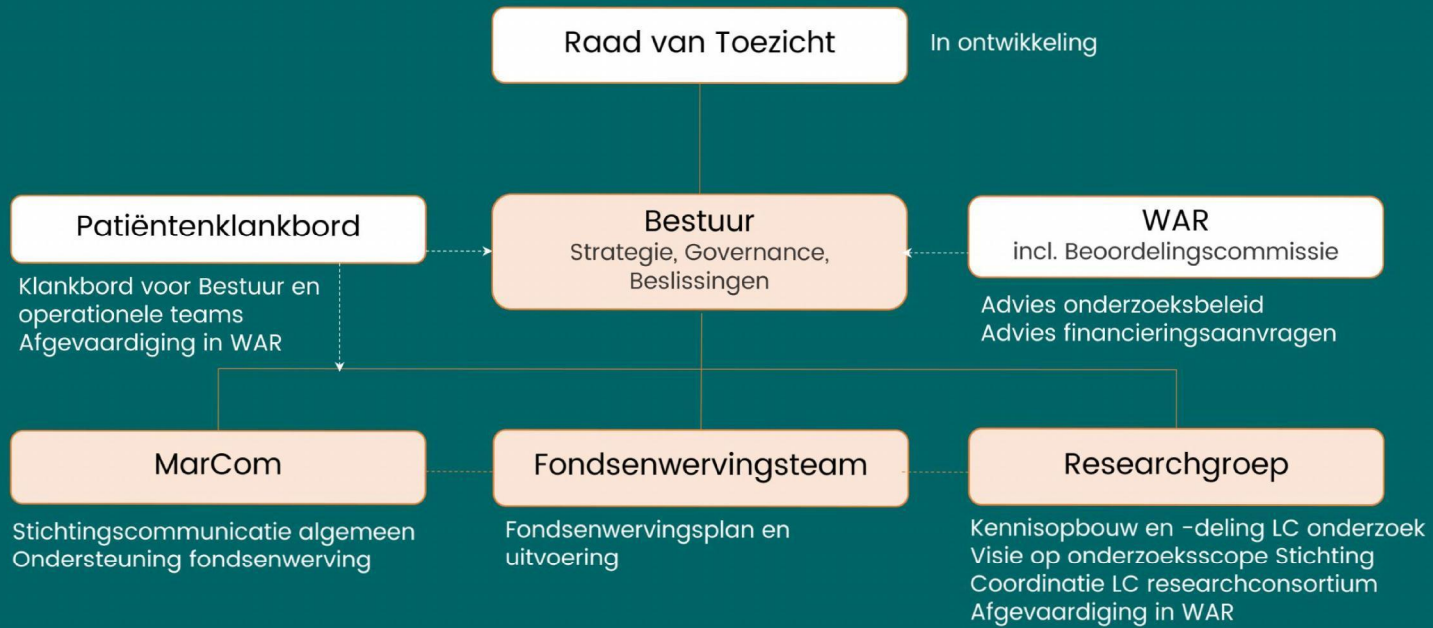 Raad van Toezicht
In ontwikkeling
Patiëntenklankbord
Klankbord voor Bestuur en
operationele teams
Afgevaardiging in WAR
Bestuur
Strategie, Governance,
Beslissingen
WAR
incl. Beoordelingscommissie
Advies onderzoeksbeleid
Advies financieringsaanvragen
MarCom
Stichtingscommunicatie algemeen
Ondersteuning fondsenwerving
Fondsenwervingsteam
Fondsenwervingsplan en
uitvoering
Researchgroep
Kennisopbouw en -deling LC onderzoek
Visie op onderzoeksscope Stichting
Coordinatie LC researchconsortium
Afgevaardiging in WAR